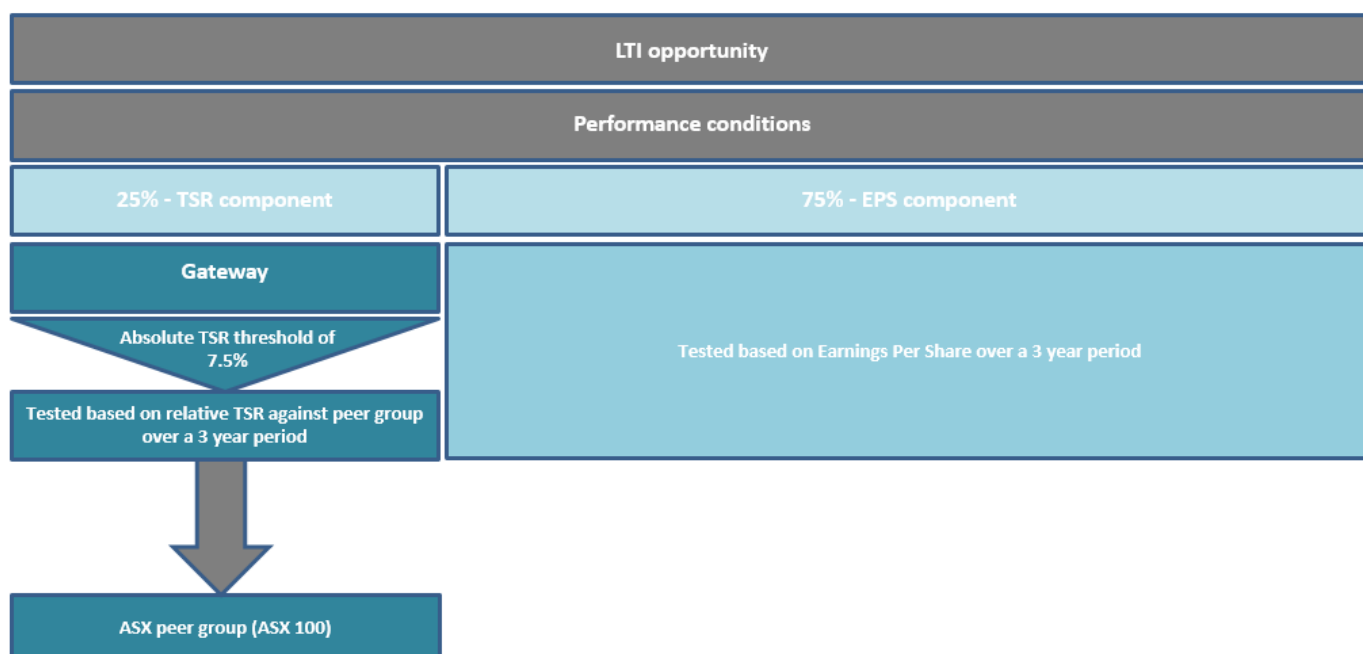 LTI opportunity
Performance conditions
25% - TSR component
75% - EPS component
Gateway
Absolute TSR threshold of
7.5%
Tested based on Earnings Per Share over a 3 year period
Tested based on relative TSR against peer group
over a 3 year period
ASX peer group (ASX 100)